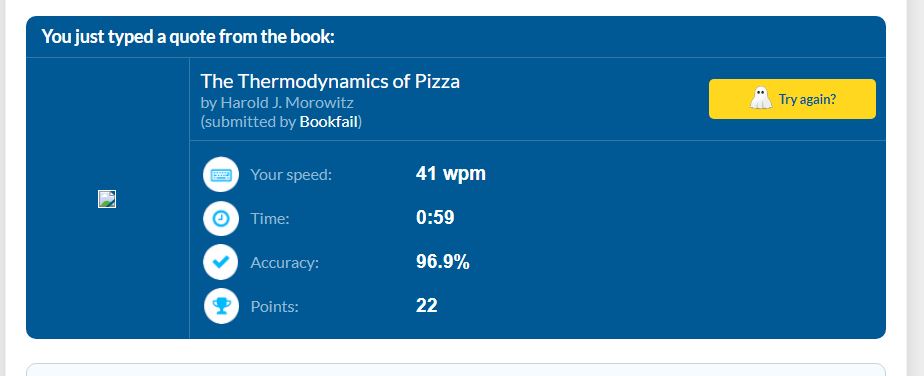 You just typed a quote from the book:
The Thermodynamics of Pizza
by Harold J. Morowitz
(submitted by Bookfail)
Try again?
Your speed: 41 wpm
Time: 0:59
Accuracy: 96.9%
Points: 22